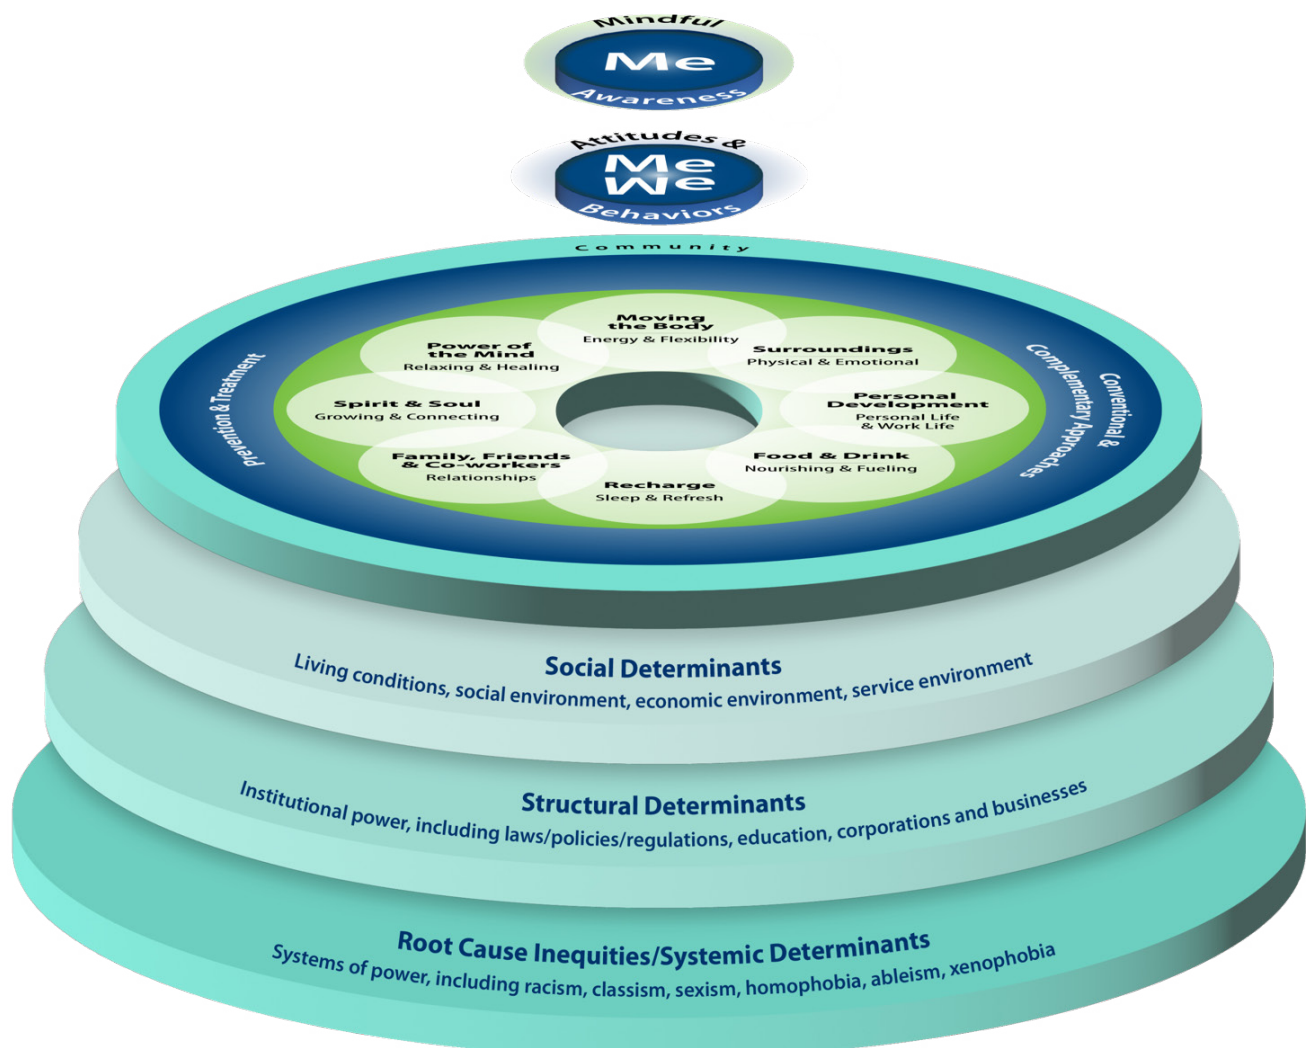 Mindful
Me
Awareness
Attitudes &
Me
We
Behaviors
Community
Prevention & Treatment
Conventional &
Complementary Approaches
Moving
the Body
Energy & Flexibility
Surroundings
Physical & Emotional
Personal
Development
Personal Life
& Work Life
Food & Drink
Nourishing & Fueling
Recharge
Sleep & Refresh
Family, Friends
& Co-workers
Relationships
Spirit & Soul
Growing & Connecting
Power of
the Mind
Relaxing & Healing
Social Determinants
Living conditions, social environment, economic environment, service environment
Structural Determinants
Institutional power, including laws/policies/regulations, education, corporations and businesses
Root Cause Inequities/Systemic Determinants
Systems of power, including racism, classism, sexism, homophobia, ableism, xenophobia